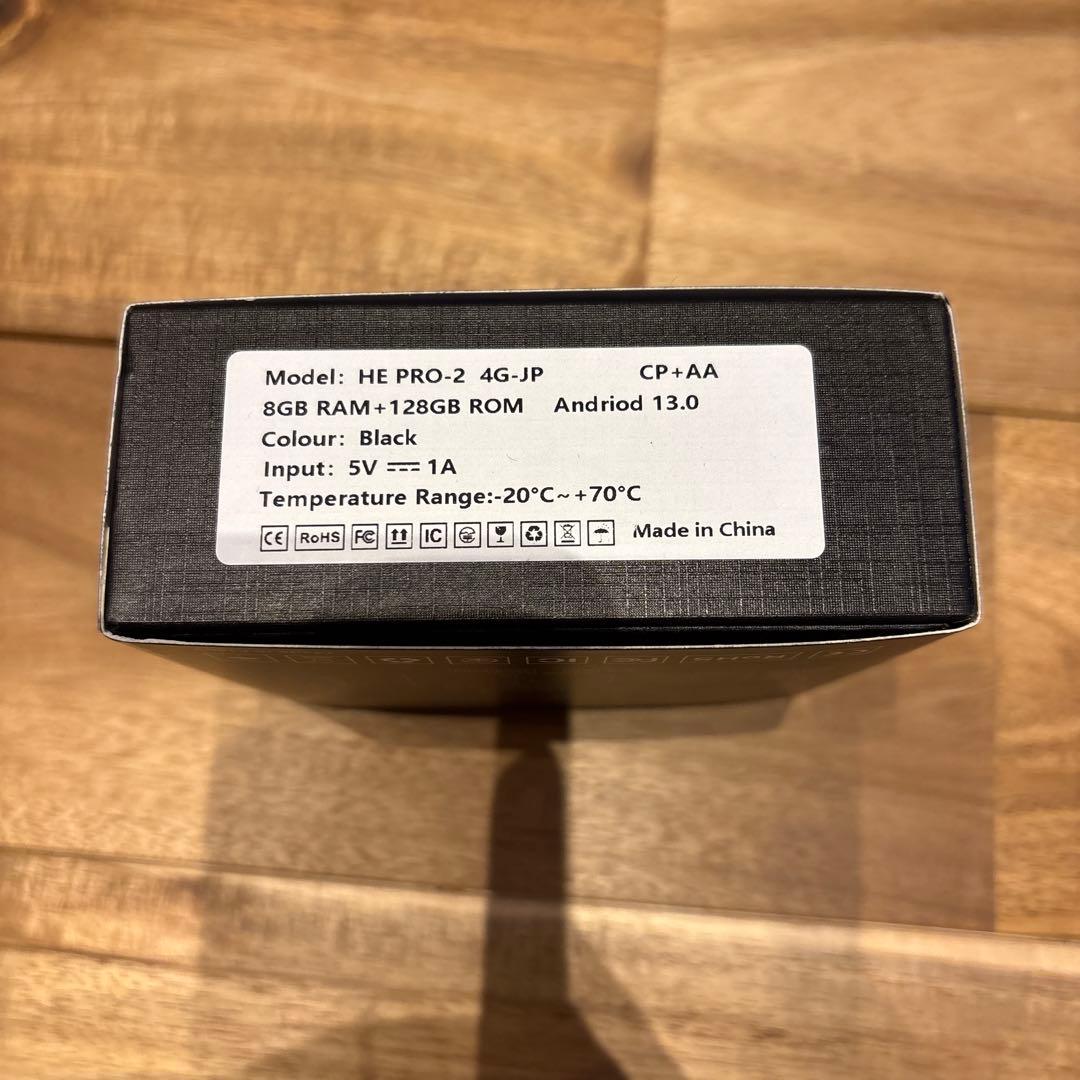 Model: HE PRO-2 4G-JP CP+AA
8GB RAM+128GB ROM Andriod 13.0
Colour: Black
Input: 5V ⎓ 1A
Temperature Range:-20°C~+70°C
CE RoHS FC IC Made in China